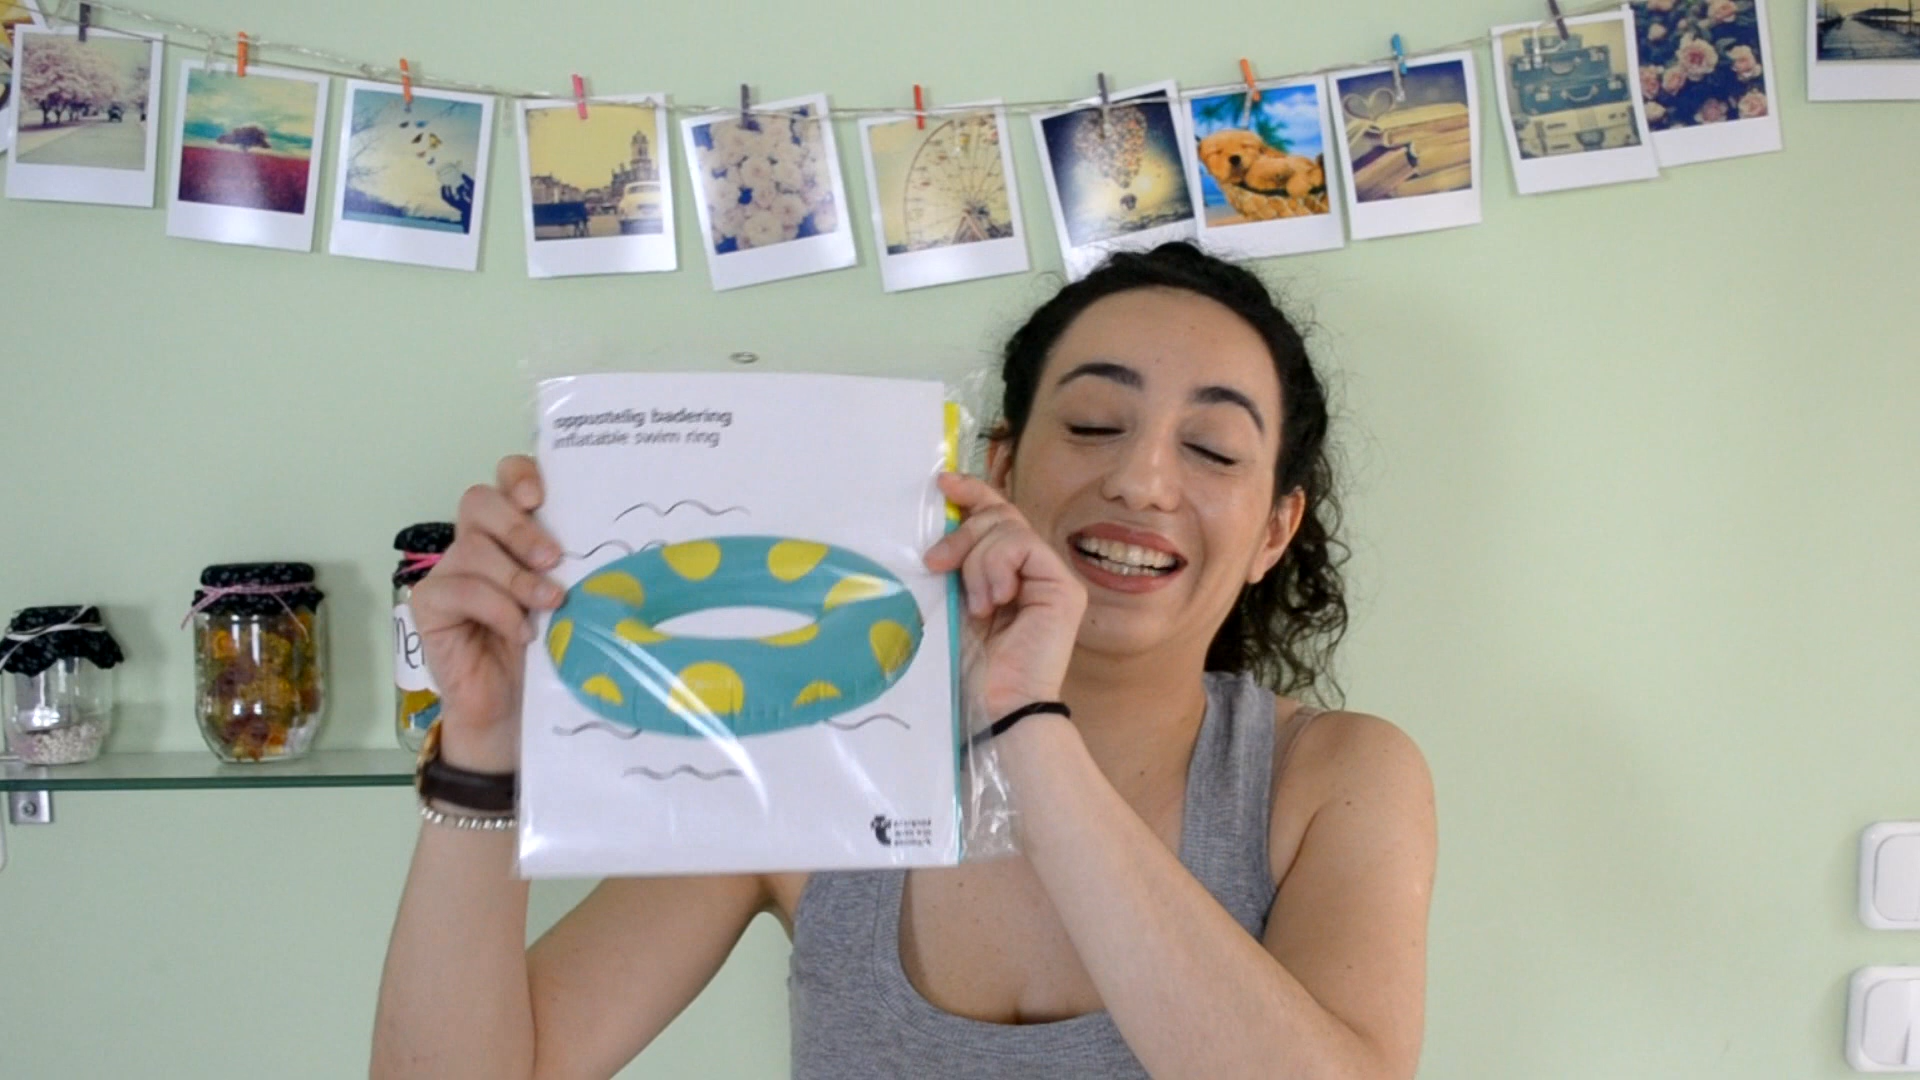 oppustelig badering
inflatable swim ring